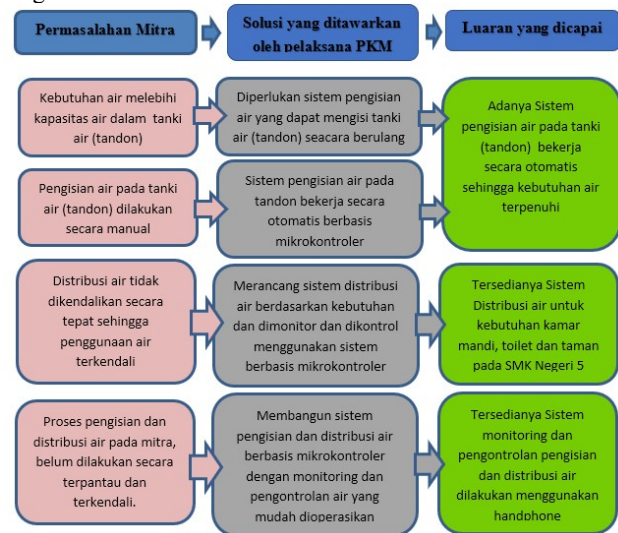 Permasalahan Mitra
Solusi yang ditawarkan
oleh pelaksana PKM
Luaran yang dicapai
Kebutuhan air melebihi
kapasitas air dalam tanki
air (tandon)
Diperlukan sistem pengisian
air yang dapat mengisi tanki
air (tandon) seacara berulang
Adanya Sistem
pengisian air pada tanki
(tandon) bekerja
secara otomatis
sehingga kebutuhan air
terpenuhi
Pengisian air pada tanki
air (tandon) dilakukan
secara manual
Sistem pengisian air pada
tandon bekerja secara
otomatis berbasis
mikrokontroler
Distribusi air tidak
dikendalikan secara
tepat sehingga
penggunaan air
terkendali
Merancang sistem distribusi
air berdasarkan kebutuhan
dan dimonitor dan dikontrol
menggunakan sistem
berbasis mikrokontroler
Tersedianya Sistem
Distribusi air untuk
kebutuhan kamar
mandi, toilet dan taman
pada SMK Negeri 5
Proses pengisian dan
distribusi air pada mitra,
belum dilakukan secara
terpantau dan
terkendali.
Membangun sistem
pengisian dan distribusi air
berbasis mikrokontroler
dengan monitoring dan
pengontrolan air yang
mudah dioperasikan
Tersedianya Sistem
monitoring dan
pengontrolan pengisian
dan distribusi air
dilakukan menggunakan
handphone